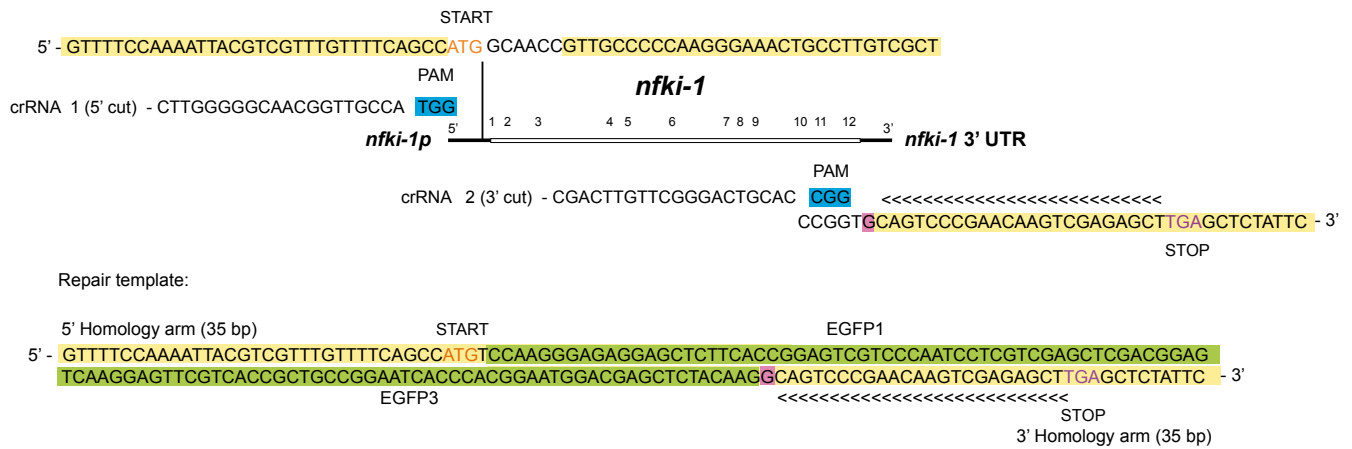 START
5' - GTTTTCCAAAATTACGTCGTTTGTTTTCAGCCATG GCAACCGTTGCCCCCAAGGGAAACTGCCTTGTCGCT
PAM
nfki-1
crRNA 1 (5' cut) - CTTGGGGGCAACGGTTGCCA TGG
5' 1 2 3 4 5 6 7 8 9 10 11 12 3'
nfki-1p nfki-1 3' UTR
PAM
crRNA 2 (3' cut) - CGACTTGTTCGGGACTGCAC CGG <<<<<<<<<<<<<<<<<<<<<<<<<<<
CCGGTGCAGTCCCGAACAAGTCGAGAGCTTGAGCTCTATTC - 3'
STOP
Repair template:
5' Homology arm (35 bp) START EGFP1
5' - GTTTTCCAAAATTACGTCGTTTGTTTTCAGCCATGTCCAAGGGAGAGGAGCTCTTCACCGGAGTCGTCCCAATCCTCGTCGAGCTCGACGGAG
TCAAGGAGTTCGTCACCGCTGCCGGAATCACCCACGGAATGGACGAGCTCTACAAGGCAGTCCCGAACAAGTCGAGAGCTTGAGCTCTATTC - 3'
EGFP3 <<<<<<<<<<<<<<<<<<<<<<<<<<<<
STOP
3' Homology arm (35 bp)